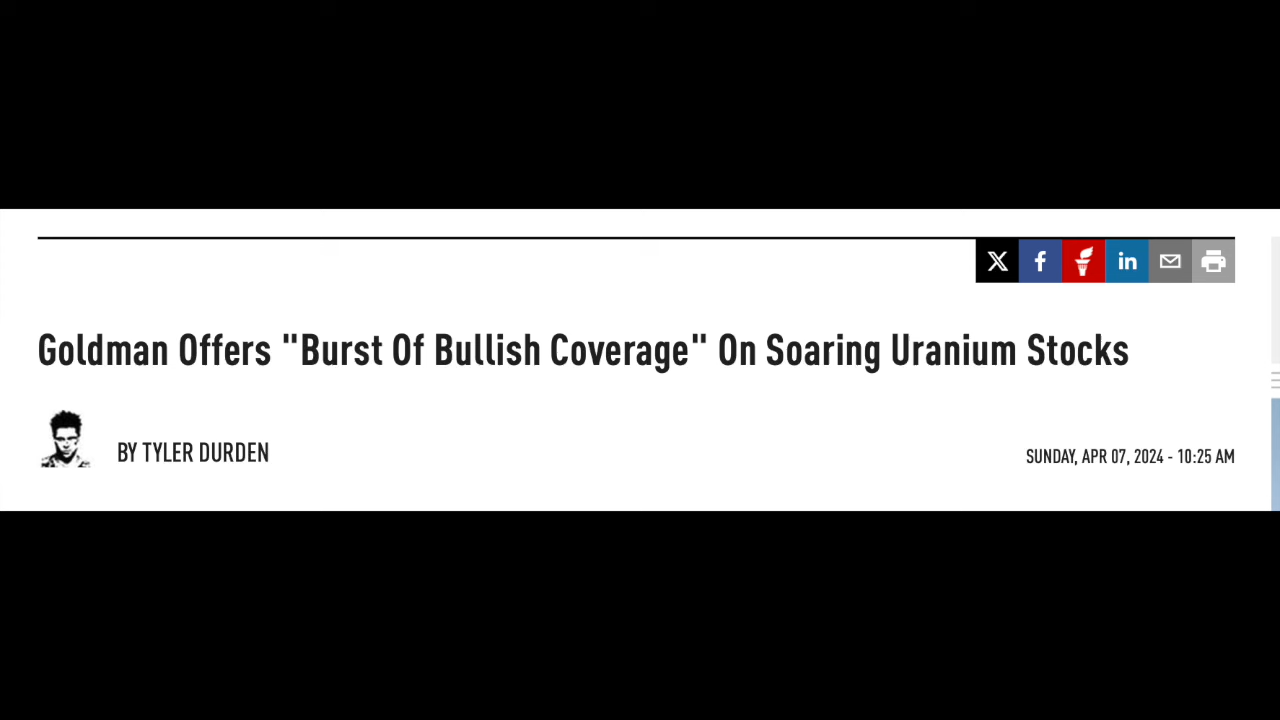 Goldman Offers "Burst Of Bullish Coverage" On Soaring Uranium Stocks
BY TYLER DURDEN
SUNDAY, APR 07, 2024 - 10:25 AM